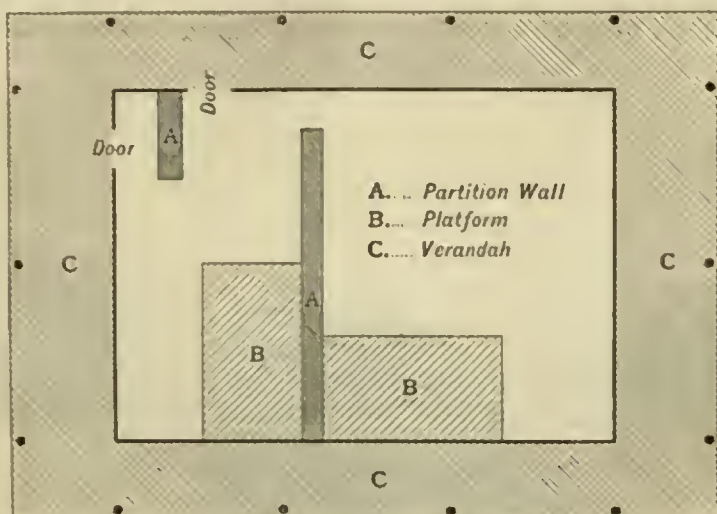 C
Door
A
Door
A.... Partition Wall
B.... Platform
C..... Verandah
C
C
A
B
B
C